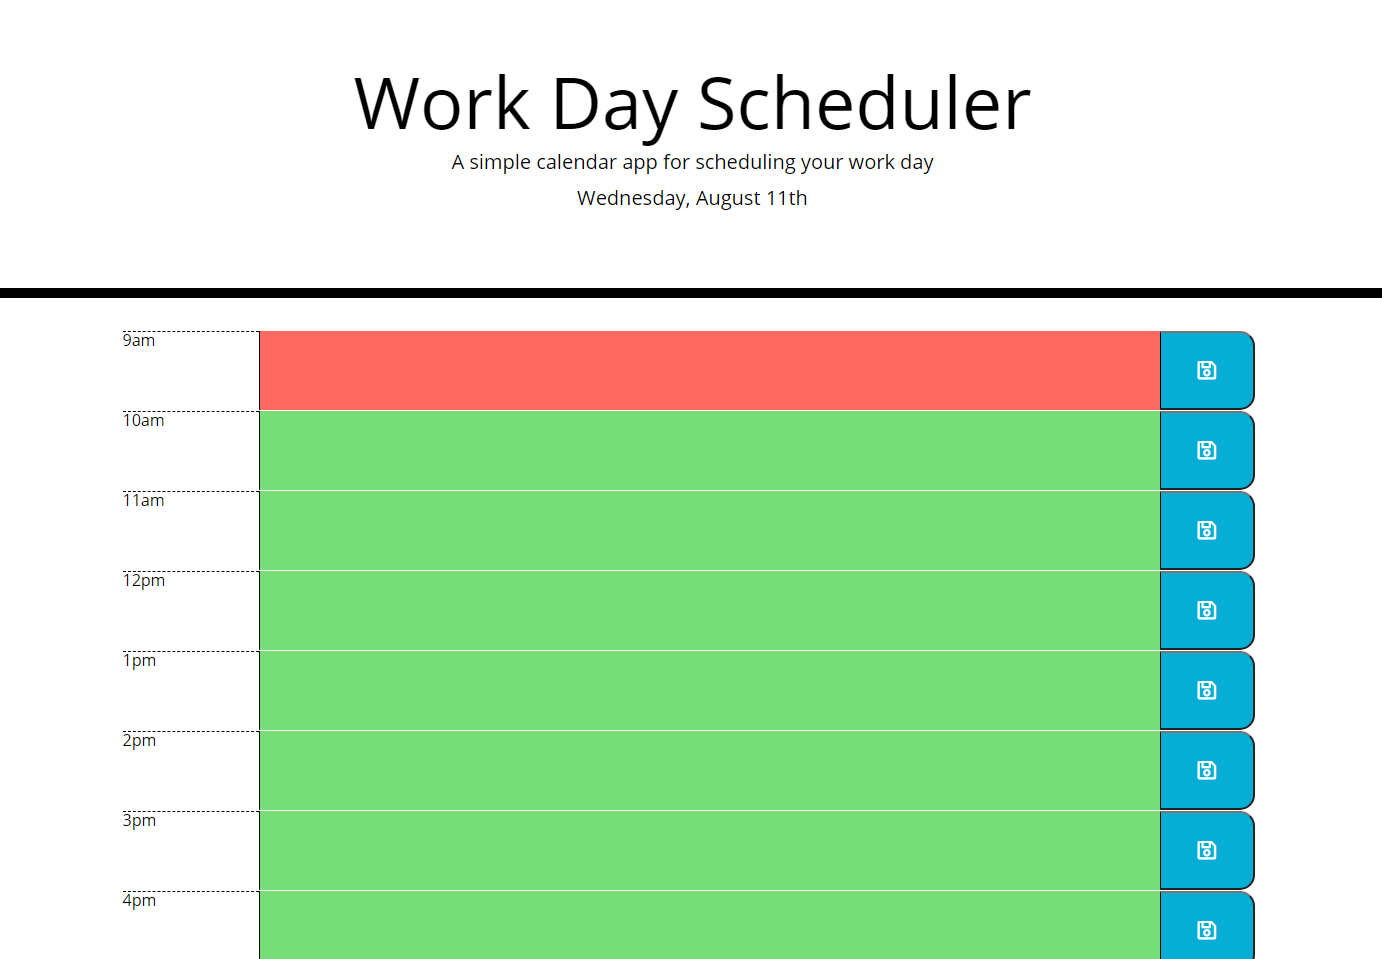 Work Day Scheduler
A simple calendar app for scheduling your work day
Wednesday, August 11th
9am
10am
11am
12pm
1pm
2pm
3pm
4pm